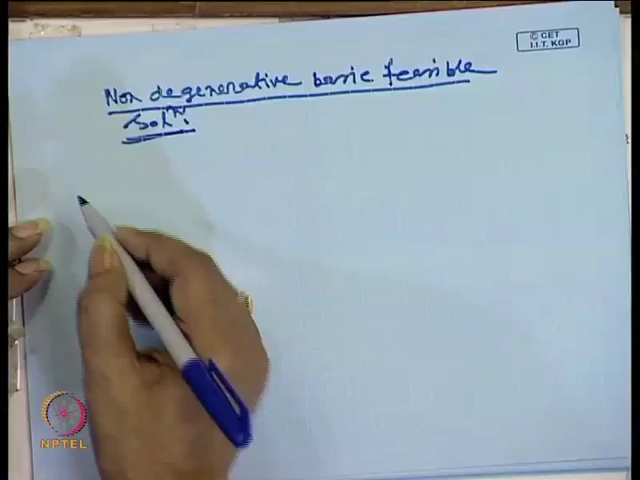 © CET
I.I.T. KGP
Non degenerative basic feasible
Solⁿ.
NPTEL